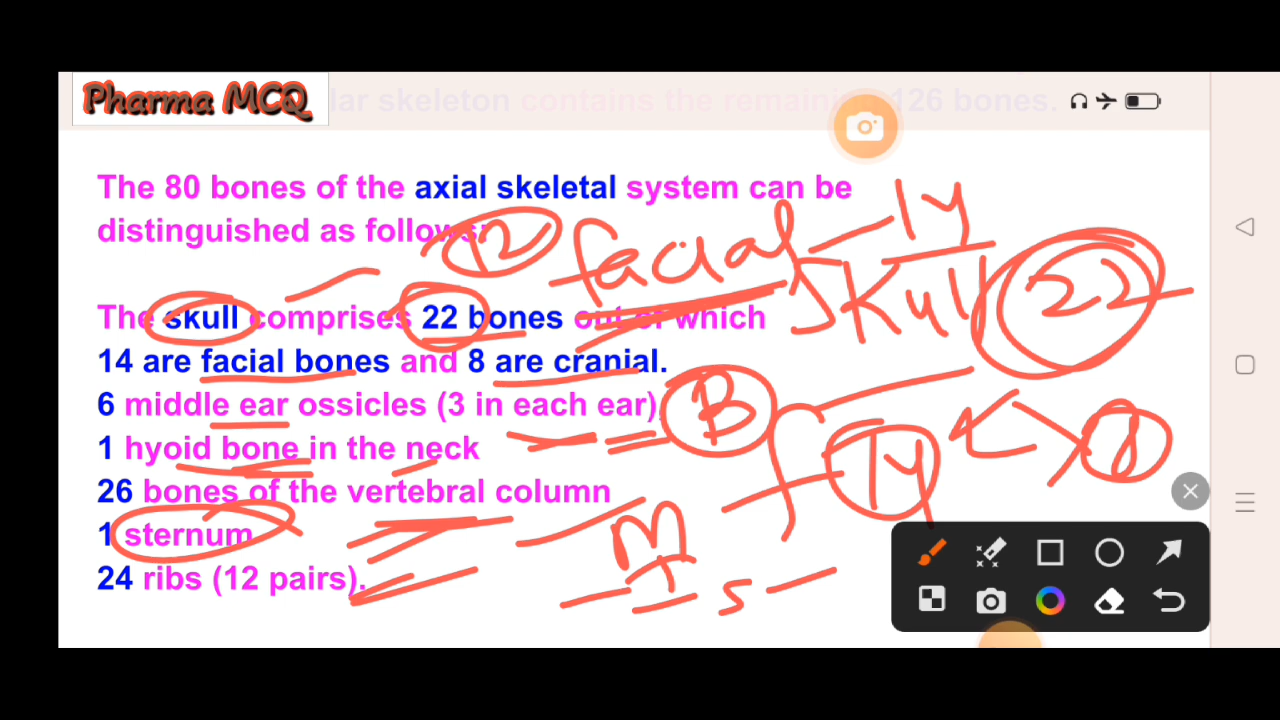 Pharma MCQ
lar skeleton contains the remaining 126 bones.
The 80 bones of the axial skeletal system can be
distinguished as follows:
12 facial 14
Skull 22
The skull comprises 22 bones out of which
14 are facial bones and 8 are cranial.
6 middle ear ossicles (3 in each ear)
B
1 hyoid bone in the neck
14 8
26 bones of the vertebral column
1 sternum
M
24 ribs (12 pairs).
I S